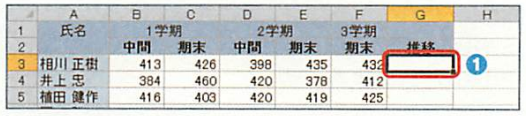 A B C D E F G H
1 氏名 1学期 2学期 3学期
2 中間 期末 中間 期末 期末 推移
3 相川 正樹 413 426 398 435 432 1
4 井上 忠 384 460 420 378 412
5 植田 健作 416 403 420 419 425